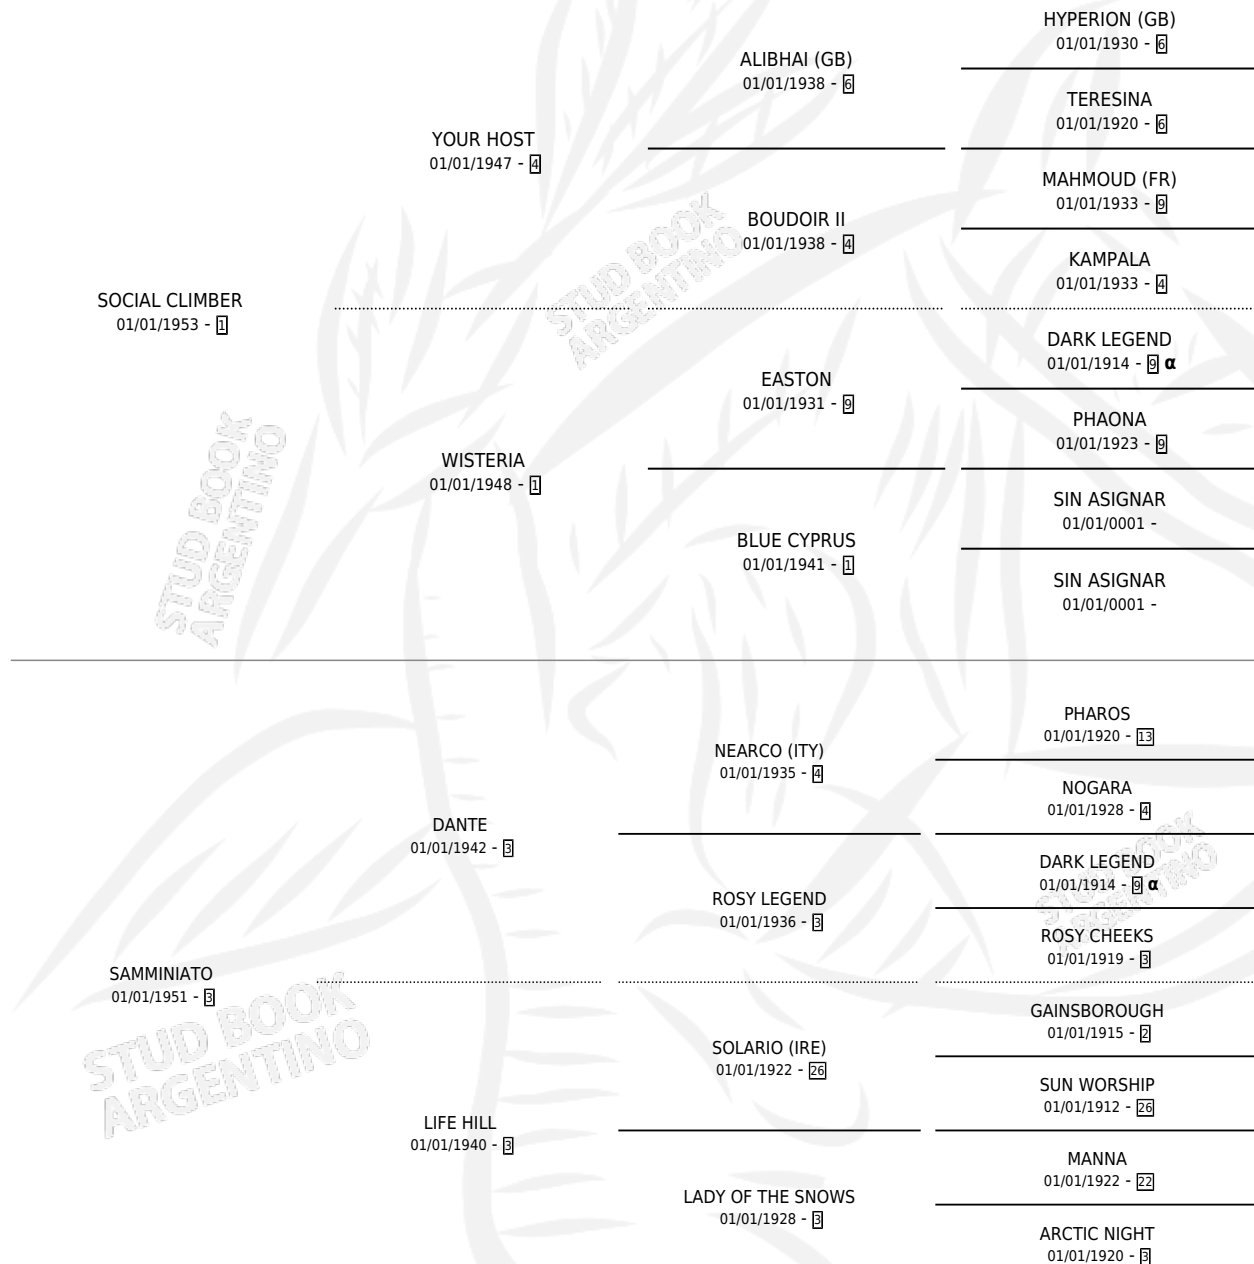 HYPERION (GB)
01/01/1930 - 6
ALIBHAI (GB)
01/01/1938 - 6
TERESINA
01/01/1920 - 6
YOUR HOST
01/01/1947 - 4
MAHMOUD (FR)
01/01/1933 - 9
BOUDOIR II
01/01/1938 - 4
KAMPALA
01/01/1933 - 4
SOCIAL CLIMBER
01/01/1953 - 1
DARK LEGEND
01/01/1914 - 9 α
EASTON
01/01/1931 - 9
PHAONA
01/01/1923 - 9
WISTERIA
01/01/1948 - 1
SIN ASIGNAR
01/01/0001 -
BLUE CYPRUS
01/01/1941 - 1
SIN ASIGNAR
01/01/0001 -
STUD BOOK
ARGENTINO
STUD BOOK
ARGENTINO
PHAROS
01/01/1920 - 13
NEARCO (ITY)
01/01/1935 - 4
NOGARA
01/01/1928 - 4
DANTE
01/01/1942 - 3
DARK LEGEND
01/01/1914 - 9 α
ROSY LEGEND
01/01/1936 - 3
ROSY CHEEKS
01/01/1919 - 3
SAMMINIATO
01/01/1951 - 3
GAINSBOROUGH
01/01/1915 - 2
SOLARIO (IRE)
01/01/1922 - 26
SUN WORSHIP
01/01/1912 - 26
LIFE HILL
01/01/1940 - 3
MANNA
01/01/1922 - 22
LADY OF THE SNOWS
01/01/1928 - 3
ARCTIC NIGHT
01/01/1920 - 3
STUD BOOK
ARGENTINO
STUD BOOK
ARGENTINO